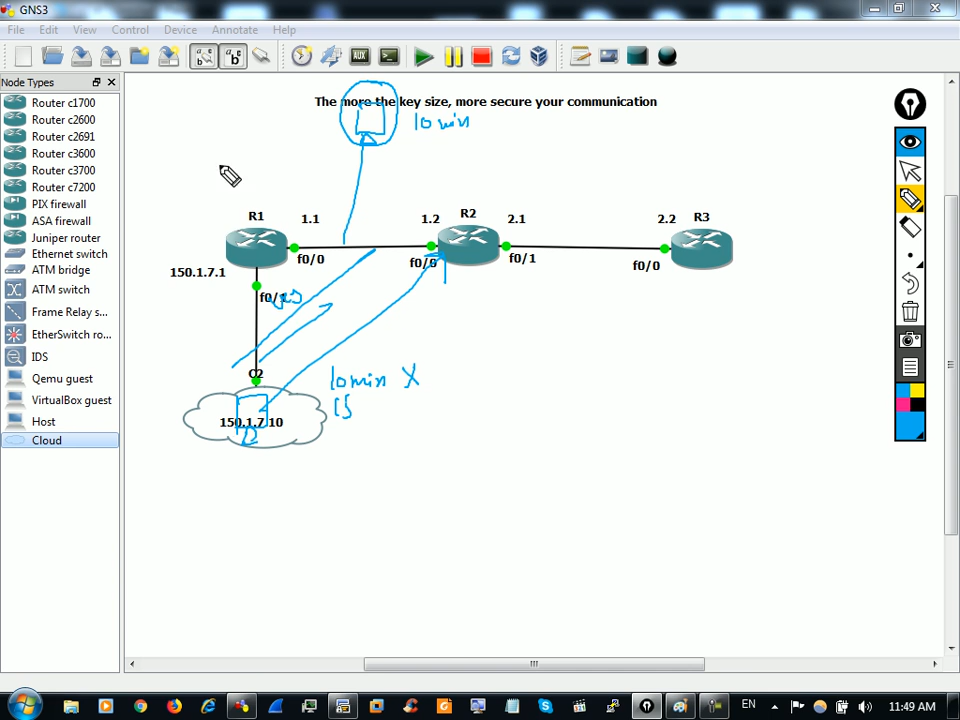 GNS3
File Edit View Control Device Annotate Help
Node Types
Router c1700
Router c2600
Router c2691
Router c3600
Router c3700
Router c7200
PIX firewall
ASA firewall
Juniper router
Ethernet switch
ATM bridge
ATM switch
Frame Relay s...
EtherSwitch ro...
IDS
Qemu guest
VirtualBox guest
Host
Cloud
The more the key size, more secure your communication
10 min
R1 1.1 1.2 R2 2.1 2.2 R3
f0/0 f0/0 f0/1 f0/0
150.1.7.1
f0/1
C2
10 min X
15
150.1.7.10
EN 11:49 AM